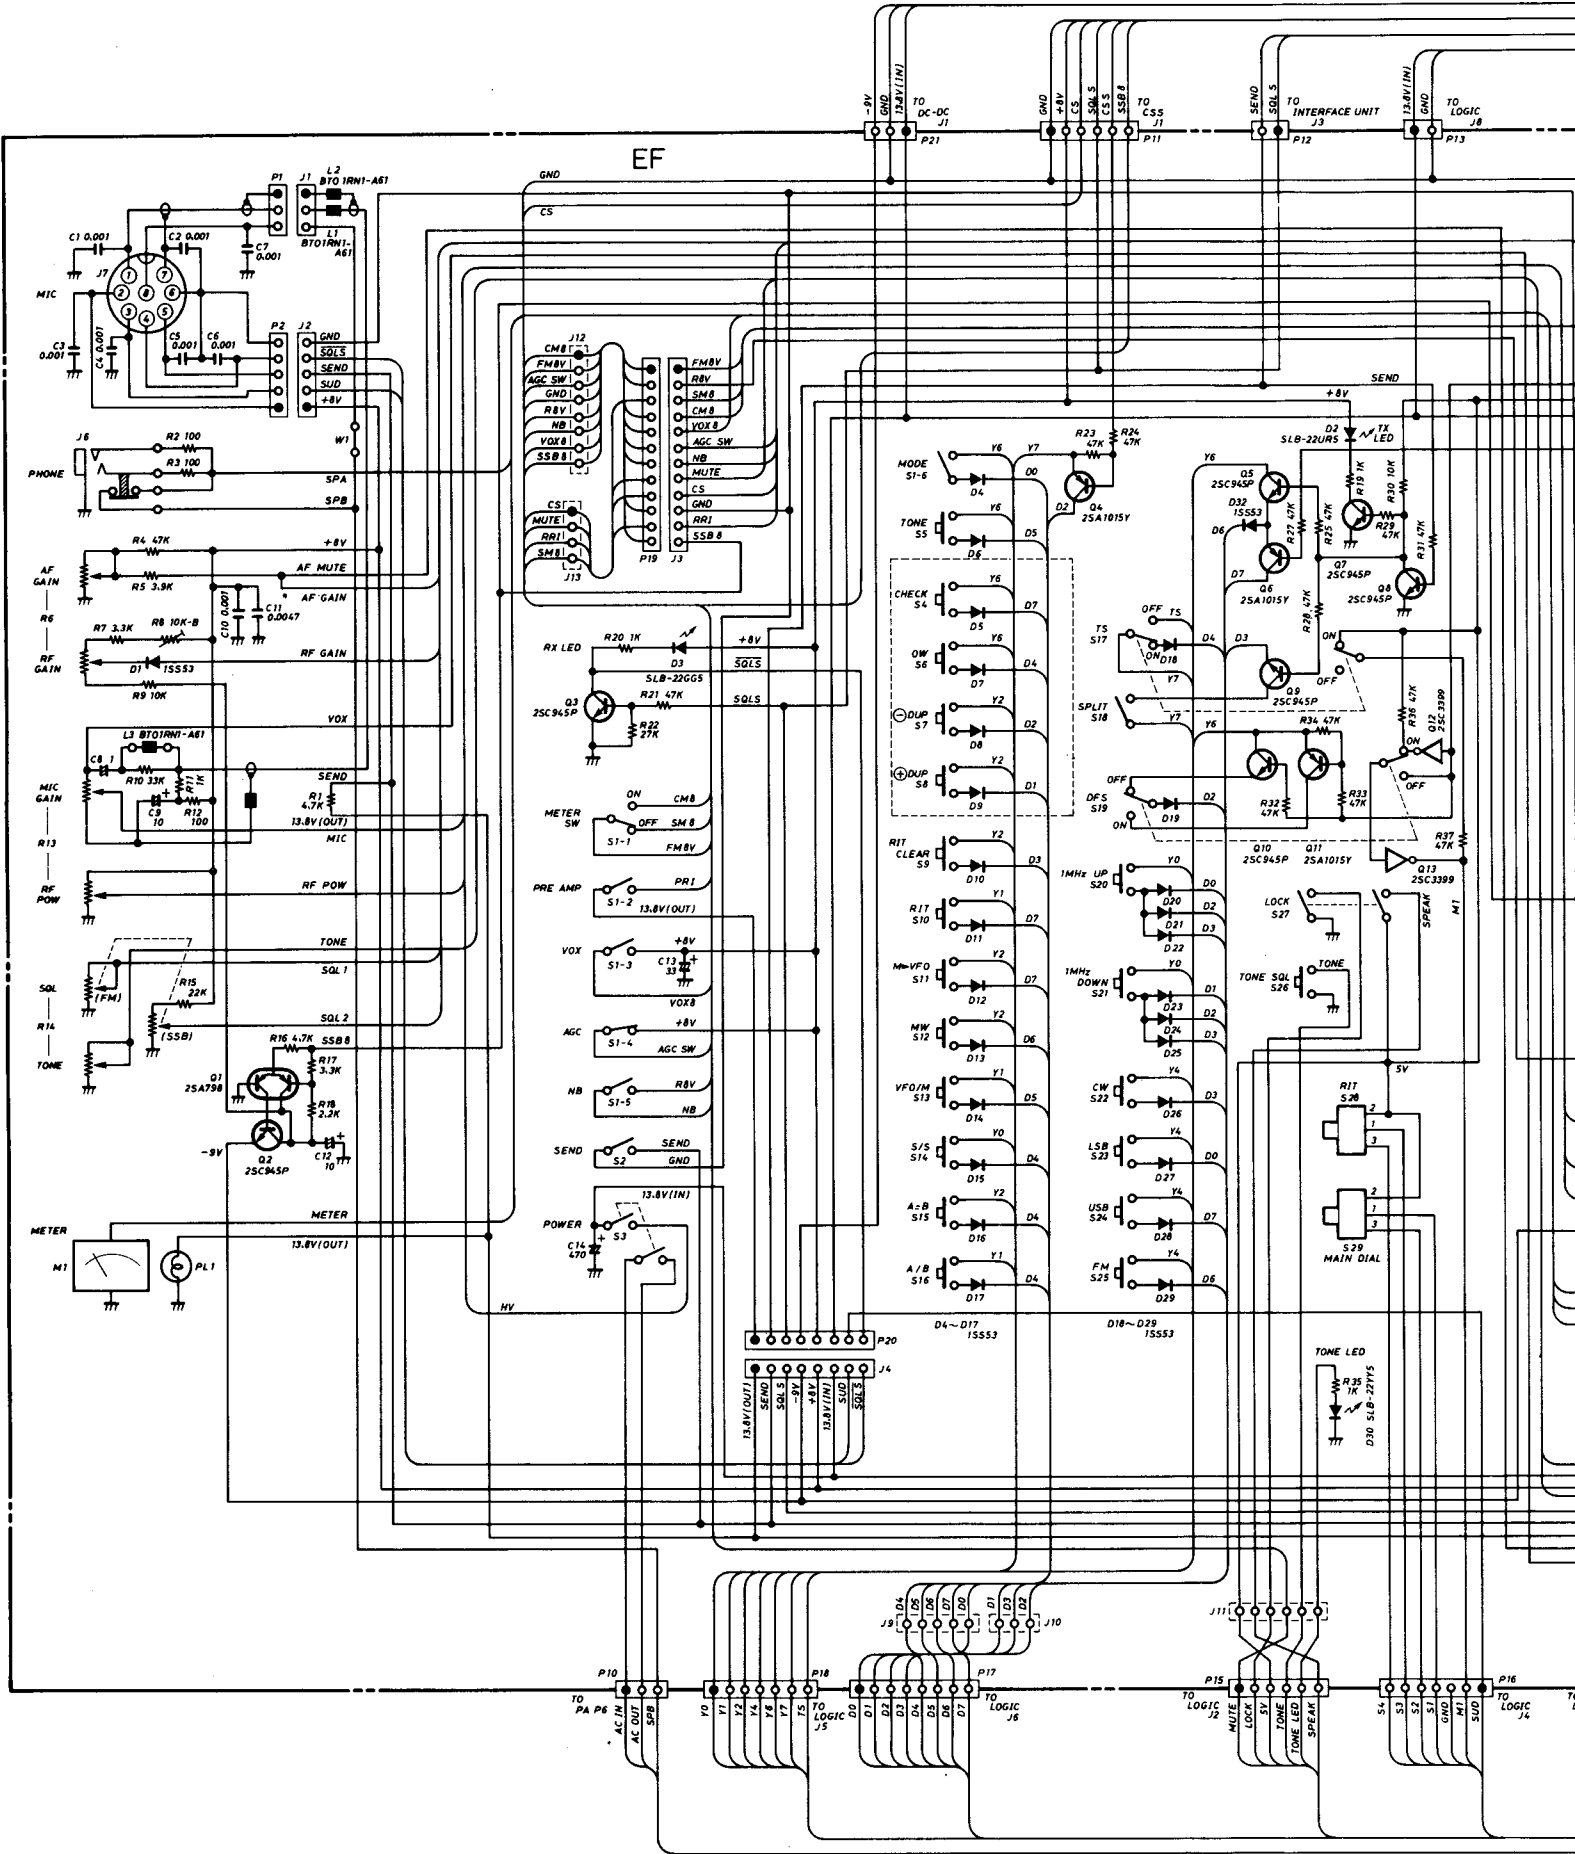 -9V
GND
13.8V(IN)
TO DC-DC J1
P21
GND
+8V
CS
SQL S
CS S
SSB 8
TO CSS J1
P11
SEND
SQL S
TO INTERFACE UNIT J3
P12
13.8V(IN)
GND
TO LOGIC J8
P13
EF
GND
CS
P1
J1
L2
BT01RN1-A61
L1
BT01RN1-A61
C1 0.001
C2 0.001
C7 0.001
J7
MIC
1
2
3
4
5
6
7
8
C3 0.001
C4 0.001
C5 0.001
C6 0.001
P2
J2
GND
SQLS
SEND
SUD
+8V
W1
J6
PHONE
R2 100
R3 100
SPA
SPB
J12
CM8
FM8V
AGC SW
GND
R8V
NB
VOX8
SSB 8
CS
MUTE
RRI
SM8
J13
P19
J3
FM8V
R8V
SM8
CM8
VOX8
AGC SW
NB
MUTE
CS
GND
RRI
SSB 8
AF GAIN
R6
RF GAIN
R4 47K
R5 3.9K
+8V
AF MUTE
AF GAIN
C10 0.001
C11 0.0047
R7 3.3K
R8 10K-B
D1 1SS53
R9 10K
RF GAIN
VOX
L3 BT01RN1-A61
C8 1
R10 33K
R11 1K
C9 10
R12 100
MIC GAIN
R13
RF POW
SEND
R1 4.7K
13.8V(OUT)
MIC
RF POW
TONE
SQL 1
SQL
R14
TONE
(FM)
R15 22K
(SSB)
SQL 2
R16 4.7K
SSB8
R17 3.3K
R18 2.2K
Q1 2SA798
Q2 2SC945P
-9V
C12 10
METER
M1
METER
13.8V(OUT)
PL1
RX LED
R20 1K
+8V
D3
SLB-22GG5
SQLS
Q3 2SC945P
R21 47K
SQLS
R22 27K
METER SW
ON
OFF
S1-1
CM8
SM8
FM8V
PRE AMP
S1-2
PRI
13.8V(OUT)
VOX
S1-3
+8V
C13 33
VOX8
AGC
S1-4
+8V
AGC SW
NB
S1-5
R8V
NB
SEND
S2
SEND
GND
13.8V(IN)
POWER
S3
C14 470
HV
P20
J4
13.8V(OUT)
SEND
SQL S
-9V
+8V
13.8V(IN)
SUD
SQL S
MODE S1-6
Y6
D4
D0
Y7
R23 47K
R24 47K
Q4 2SA1015Y
D2
TONE S5
Y6
D6
D5
CHECK S4
Y6
D5
D7
OW S6
Y6
D7
D4
⊖DUP S7
Y2
D8
D2
⊕DUP S8
Y2
D9
D1
RIT CLEAR S9
Y2
D10
D3
RIT S10
Y1
D11
D7
M▸VFO S11
Y2
D12
D7
MW S12
Y2
D13
D6
VFO/M S13
Y1
D14
D5
S/S S14
Y0
D15
D4
A=B S15
Y2
D16
D4
A/B S16
Y1
D17
D4
D4~D17 1SS53
SEND
+8V
D2 SLB-22UR5
TX LED
R19 1K
R30 10K
R29 47K
R31 47K
Q7 2SC945P
Q8 2SC945P
Y6
Q5 2SC945P
D32 1SS53
D6
R27 47K
R25 47K
D7
Q6 2SA1015Y
R28 47K
OFF
TS
TS S17
ON
D18
D4
D3
Y7
Q9 2SC945P
ON
OFF
R36 47K
Q12 2SC3399
SPLIT S18
Y7
Y6
R34 47K
ON
OFF
R32 47K
R33 47K
OFF
DFS S19
ON
D19
D2
Q10 2SC945P
Q11 2SA1015Y
R37 47K
Q13 2SC3399
1MHz UP S20
Y0
D20
D0
D21
D2
D22
D3
LOCK S27
SPEAK
M1
1MHz DOWN S21
Y0
D23
D1
D24
D2
D25
D3
TONE SQL S26
TONE
CW S22
Y4
D26
D3
LSB S23
Y4
D27
D0
USB S24
Y4
D28
D7
FM S25
Y4
D29
D6
D18~D29 1SS53
5V
RIT S28
2
1
3
2
1
3
S29 MAIN DIAL
TONE LED
R35 1K
D30 SLB-22YY5
J9
D4
D5
D6
D7
D0
D1
D3
D2
J10
J11
P10
TO PA P6
AC IN
AC OUT
SPB
P18
Y0
Y1
Y2
Y4
Y6
Y7
TS
TO LOGIC J5
P17
D0
D1
D2
D3
D4
D5
D6
D7
TO LOGIC J6
P15
TO LOGIC J2
MUTE
LOCK
5V
TONE
TONE LED
SPEAK
P16
S4
S3
S2
S1
GND
M1
SUD
TO LOGIC J4